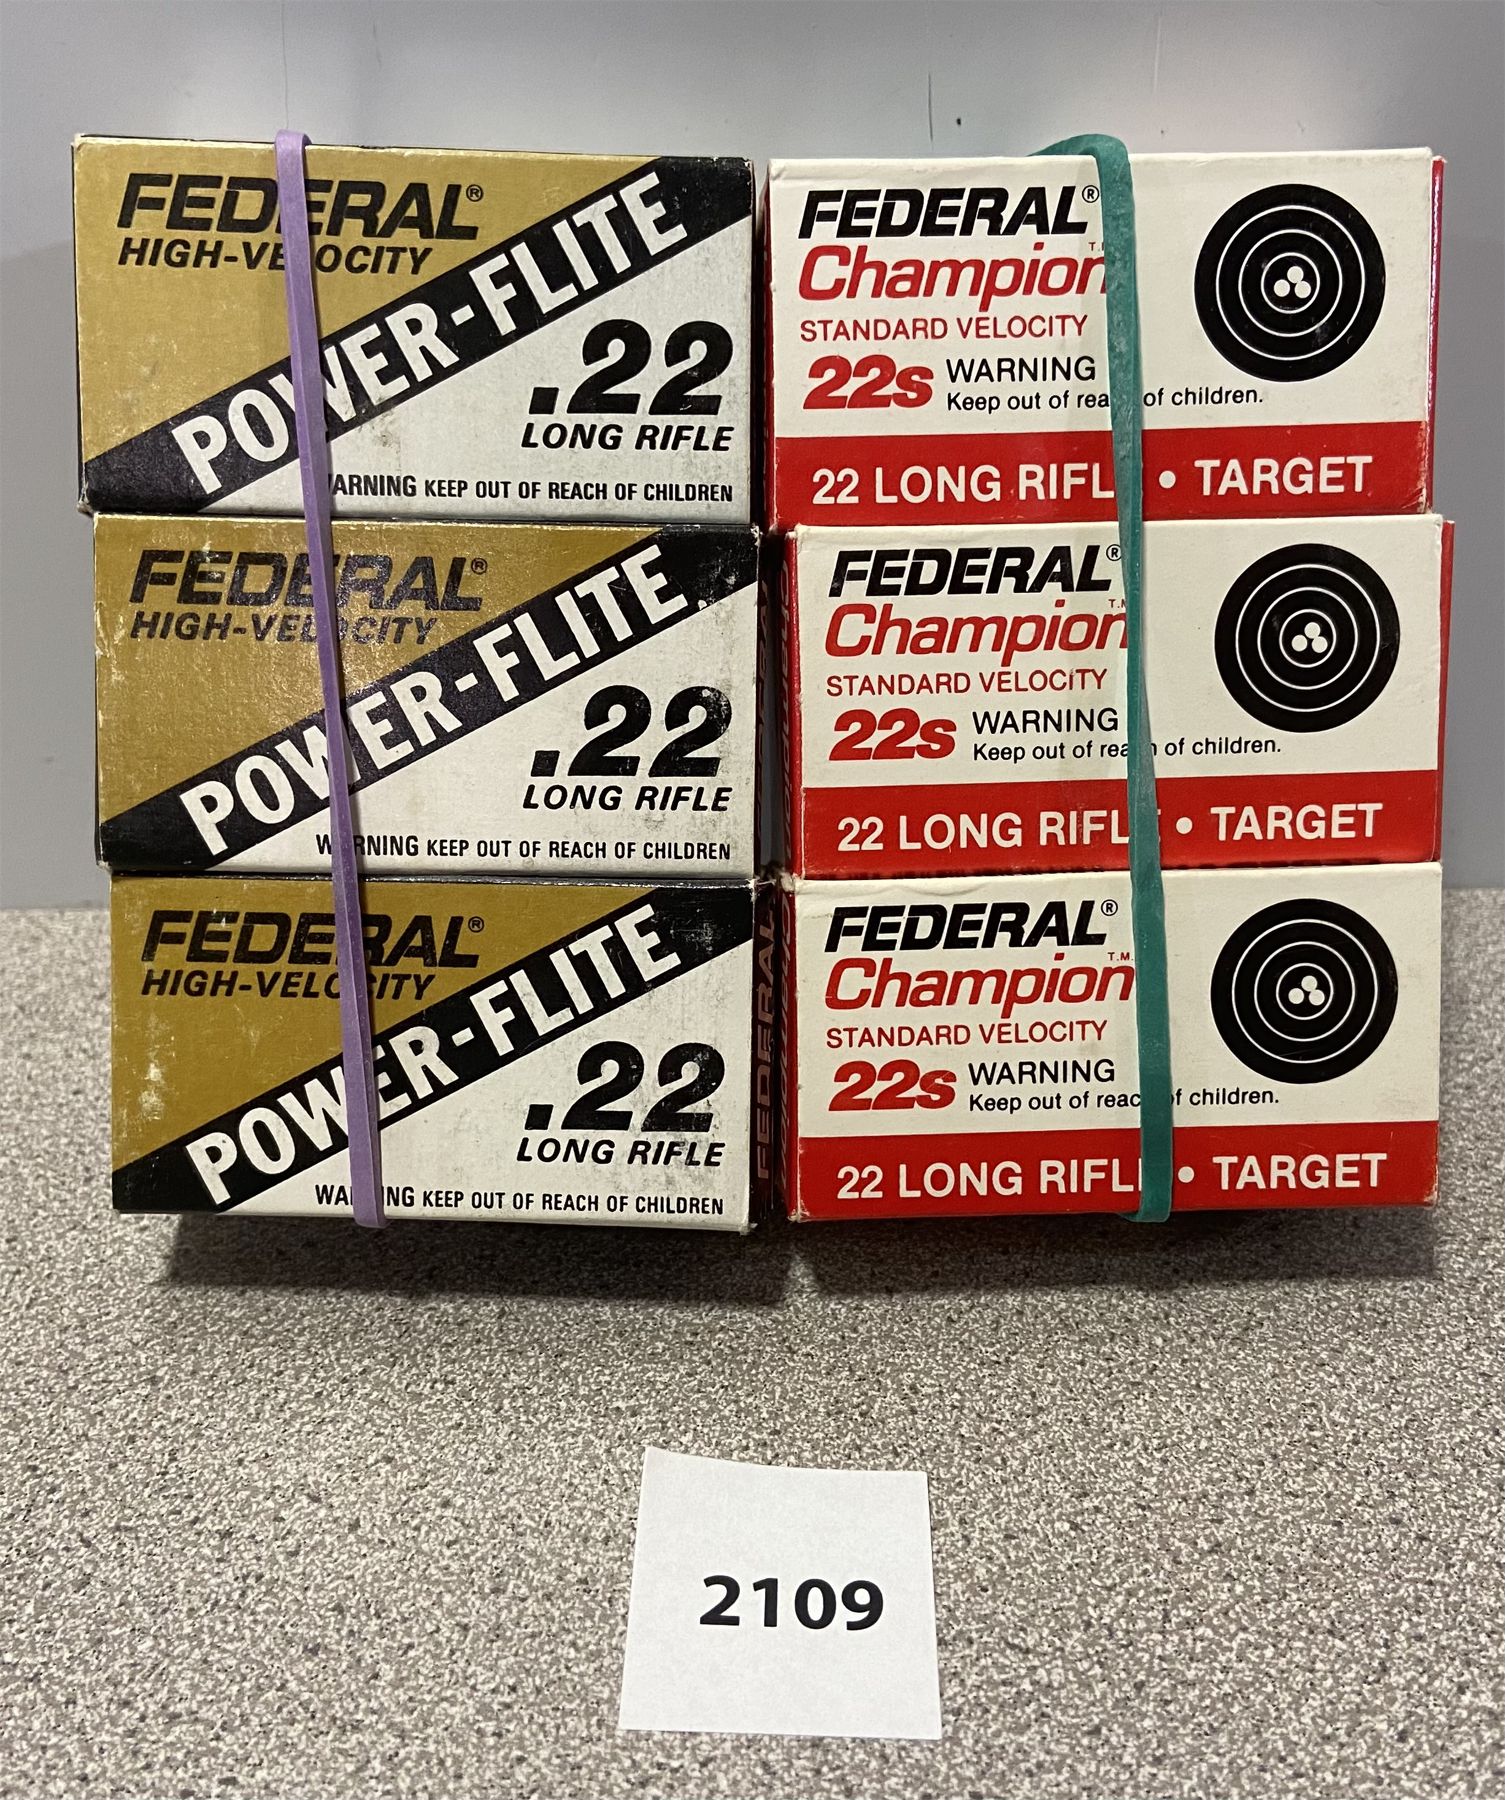 FEDERAL®
HIGH-VELOCITY
POWER-FLITE
.22
LONG RIFLE
WARNING KEEP OUT OF REACH OF CHILDREN
FEDERAL®
HIGH-VELOCITY
POWER-FLITE
.22
LONG RIFLE
WARNING KEEP OUT OF REACH OF CHILDREN
FEDERAL®
HIGH-VELOCITY
POWER-FLITE
.22
LONG RIFLE
WARNING KEEP OUT OF REACH OF CHILDREN
FEDERAL
FEDERAL®
Champion
STANDARD VELOCITY
22s WARNING
Keep out of reach of children.
22 LONG RIFLE • TARGET
FEDERAL®
Champion T.M.
STANDARD VELOCITY
22s WARNING
Keep out of reach of children.
22 LONG RIFLE • TARGET
FEDERAL®
Champion T.M.
STANDARD VELOCITY
22s WARNING
Keep out of reach of children.
22 LONG RIFLE • TARGET
2109